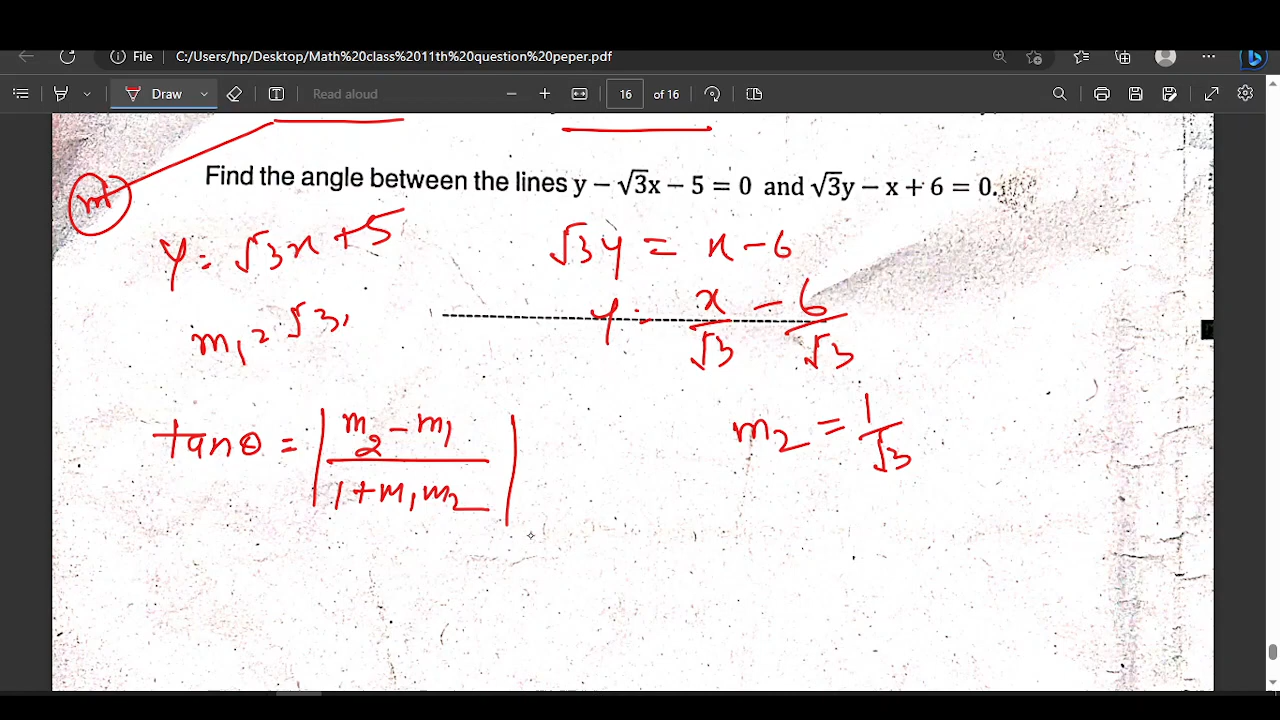 File C:/Users/hp/Desktop/Math%20class%2011th%20question%20peper.pdf
Draw Read aloud 16 of 16
Find the angle between the lines y − √3x − 5 = 0 and √3y − x + 6 = 0.
y = √3x + 5
√3y = x − 6
y = x/√3 − 6/√3
m₁ = √3,
tanθ = | (m₂ − m₁)/(1 + m₁m₂) |
m₂ = 1/√3